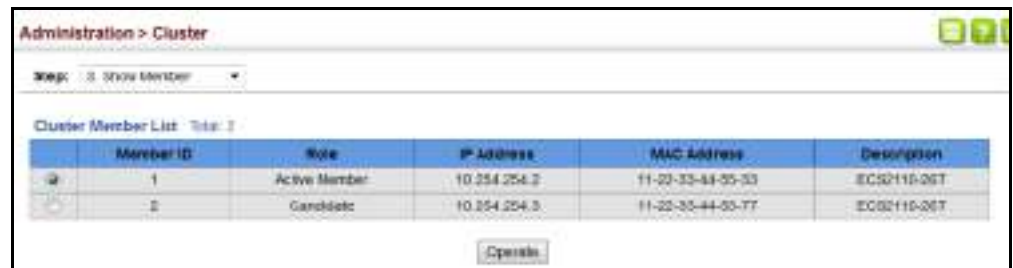 Administration > Cluster
Step: 3. Show Member
Cluster Member List Total: 2
Member ID Role IP Address MAC Address Description
1 Active Member 10.254.254.2 11-22-33-44-55-33 ECS2110-26T
2 Candidate 10.254.254.3 11-22-33-44-55-77 ECS2110-26T
Operate